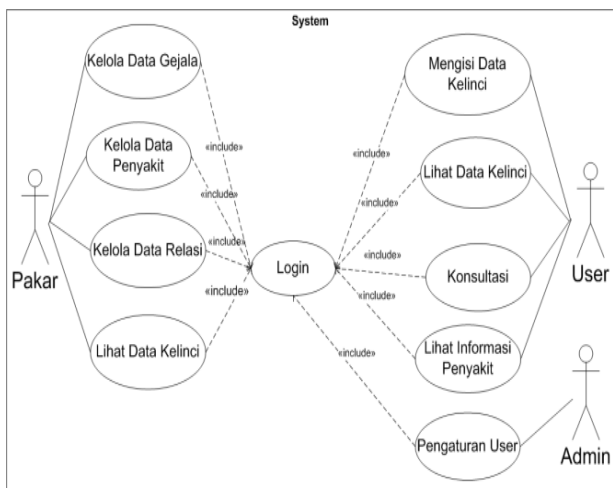 System
Kelola Data Gejala
Kelola Data
Penyakit
Kelola Data Relasi
Lihat Data Kelinci
Pakar
«include»
«include»
«include»
«include»
Login
Mengisi Data
Kelinci
Lihat Data Kelinci
Konsultasi
Lihat Informasi
Penyakit
Pengaturan User
«include»
«include»
«include»
«include»
«include»
User
Admin